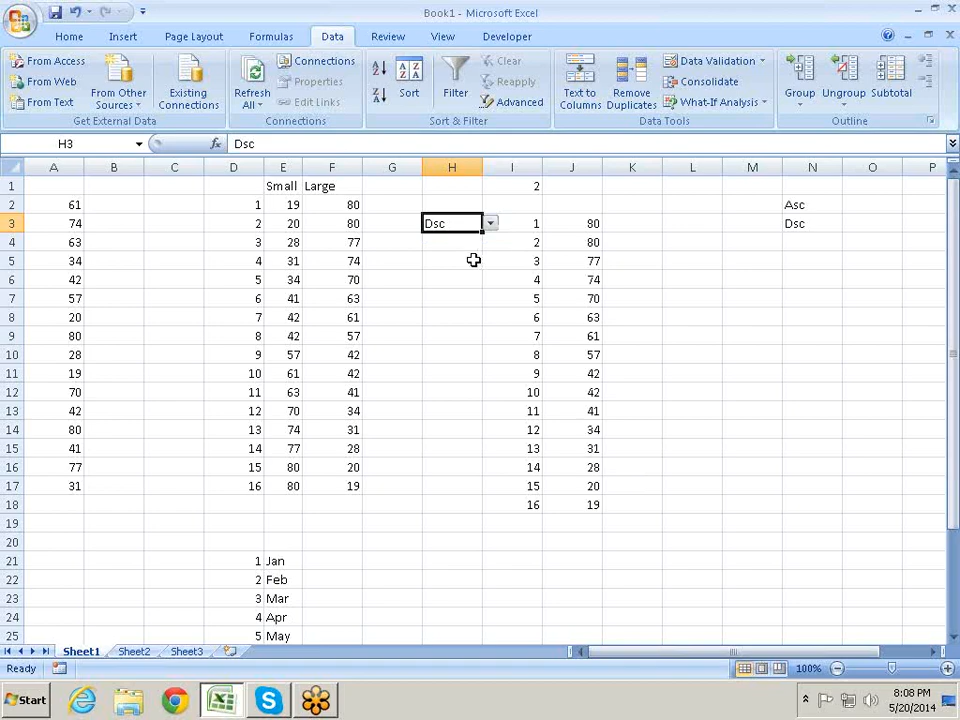 Book1 - Microsoft Excel
Home Insert Page Layout Formulas Data Review View Developer
From Access
From Web
From Text
From Other Sources
Existing Connections
Refresh All
Connections
Properties
Edit Links
Sort
Filter
Clear
Reapply
Advanced
Text to Columns
Remove Duplicates
Data Validation
Consolidate
What-If Analysis
Group
Ungroup
Subtotal
Get External Data
Connections
Sort & Filter
Data Tools
Outline
H3 fx Dsc
A B C D E F G H I J K L M N O P
1 Small Large 2
2 61 1 19 80 Asc
3 74 2 20 80 Dsc 1 80 Dsc
4 63 3 28 77 2 80
5 34 4 31 74 3 77
6 42 5 34 70 4 74
7 57 6 41 63 5 70
8 20 7 42 61 6 63
9 80 8 42 57 7 61
10 28 9 57 42 8 57
11 19 10 61 42 9 42
12 70 11 63 41 10 42
13 42 12 70 34 11 41
14 80 13 74 31 12 34
15 41 14 77 28 13 31
16 77 15 80 20 14 28
17 31 16 80 19 15 20
18 16 19
19
20
21 1 Jan
22 2 Feb
23 3 Mar
24 4 Apr
25 5 May
Sheet1 Sheet2 Sheet3
Ready 100%
Start
8:08 PM
5/20/2014